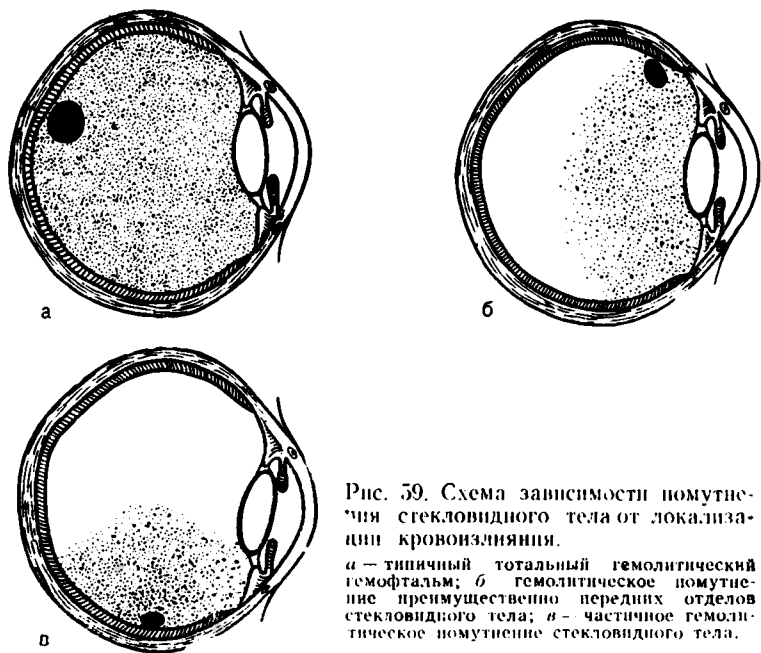 а
б
в
Рис. 59. Схема зависимости помутне-
ния стекловидного тела от локализа-
ции кровоизлияния.
а — типичный тотальный гемолитический
гемофтальм; б гемолитическое помутне-
ние преимущественно передних отделов
стекловидного тела; в – частичное гемоли-
тическое помутнение стекловидного тела.